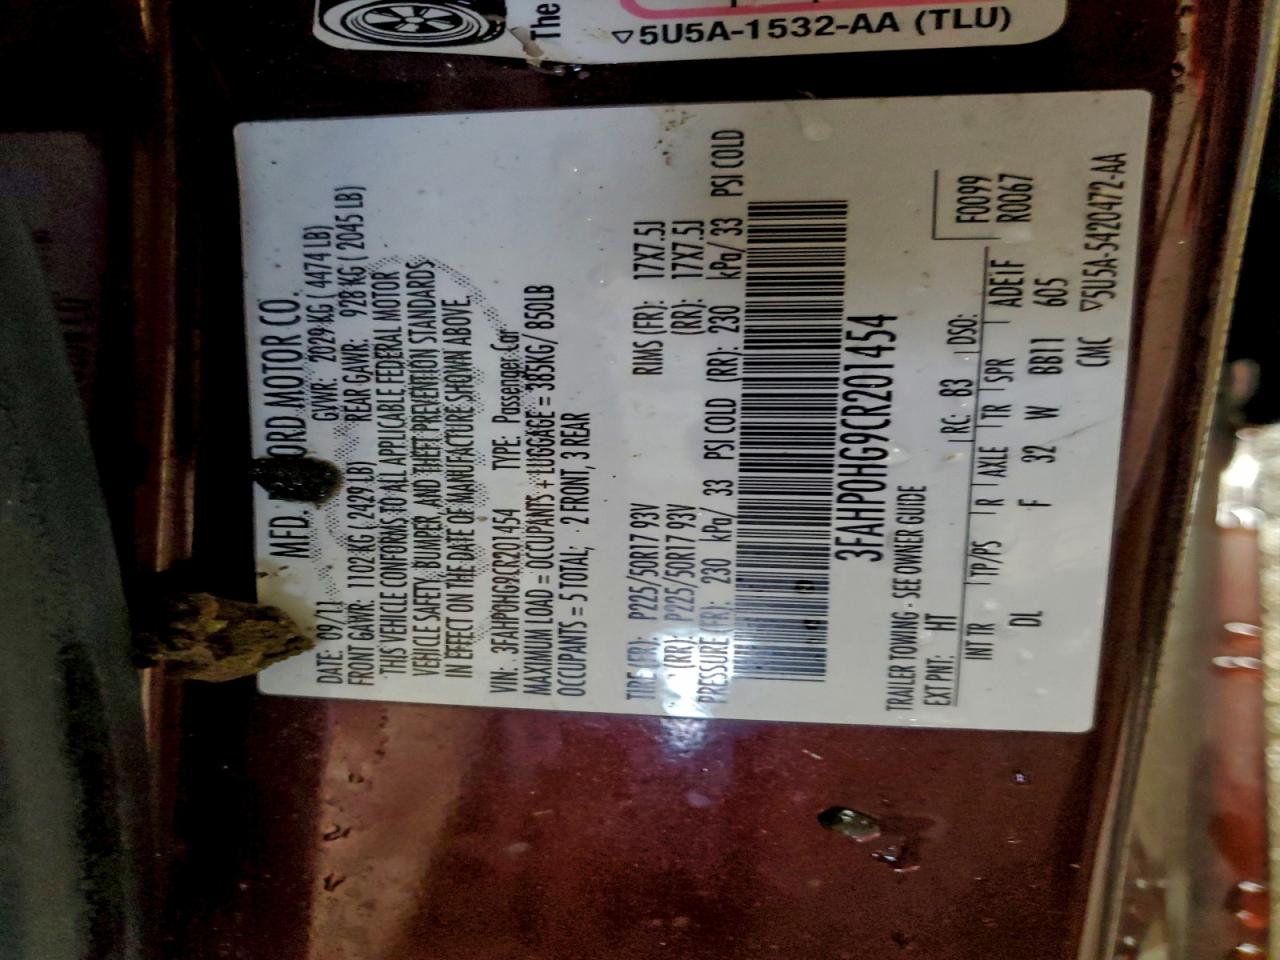 The
▽5U5A-1532-AA (TLU)
MFD. ORD MOTOR CO.
DATE: 09/11 GVWR: 2029 KG ( 4474 LB)
FRONT GAWR: 1102 KG ( 2429 LB) REAR GAWR: 928 KG ( 2045 LB)
THIS VEHICLE CONFORMS TO ALL APPLICABLE FEDERAL MOTOR
VEHICLE SAFETY, BUMPER, AND THEFT PREVENTION STANDARDS
IN EFFECT ON THE DATE OF MANUFACTURE SHOWN ABOVE.
VIN: 3FAHP0HG9CR201454 TYPE: Passenger Car
MAXIMUM LOAD = OCCUPANTS + LUGGAGE = 385KG/ 850LB
OCCUPANTS = 5 TOTAL; 2 FRONT, 3 REAR
TIRE (FR): P225/50R17 93V RIMS (FR): 17X7.5J
(RR): P225/50R17 93V (RR): 17X7.5J
PRESSURE (FR): 230 kPa/ 33 PSI COLD (RR): 230 kPa/ 33 PSI COLD
3FAHP0HG9CR201454
TRAILER TOWING - SEE OWNER GUIDE
EXT PNT: HT RC: 83 DSO: F0099
INT TR TP/PS R AXLE TR SPR ADE1F R0067
DL F 32 W BB11 605
CMC ▽5U5A-5420472-AA